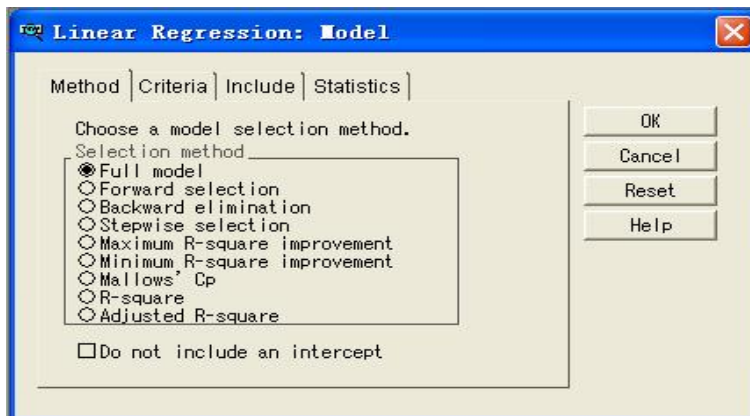 Linear Regression: Model
Method Criteria Include Statistics
Choose a model selection method.
Selection method
Full model
Forward selection
Backward elimination
Stepwise selection
Maximum R-square improvement
Minimum R-square improvement
Mallows' Cp
R-square
Adjusted R-square
Do not include an intercept
OK
Cancel
Reset
Help